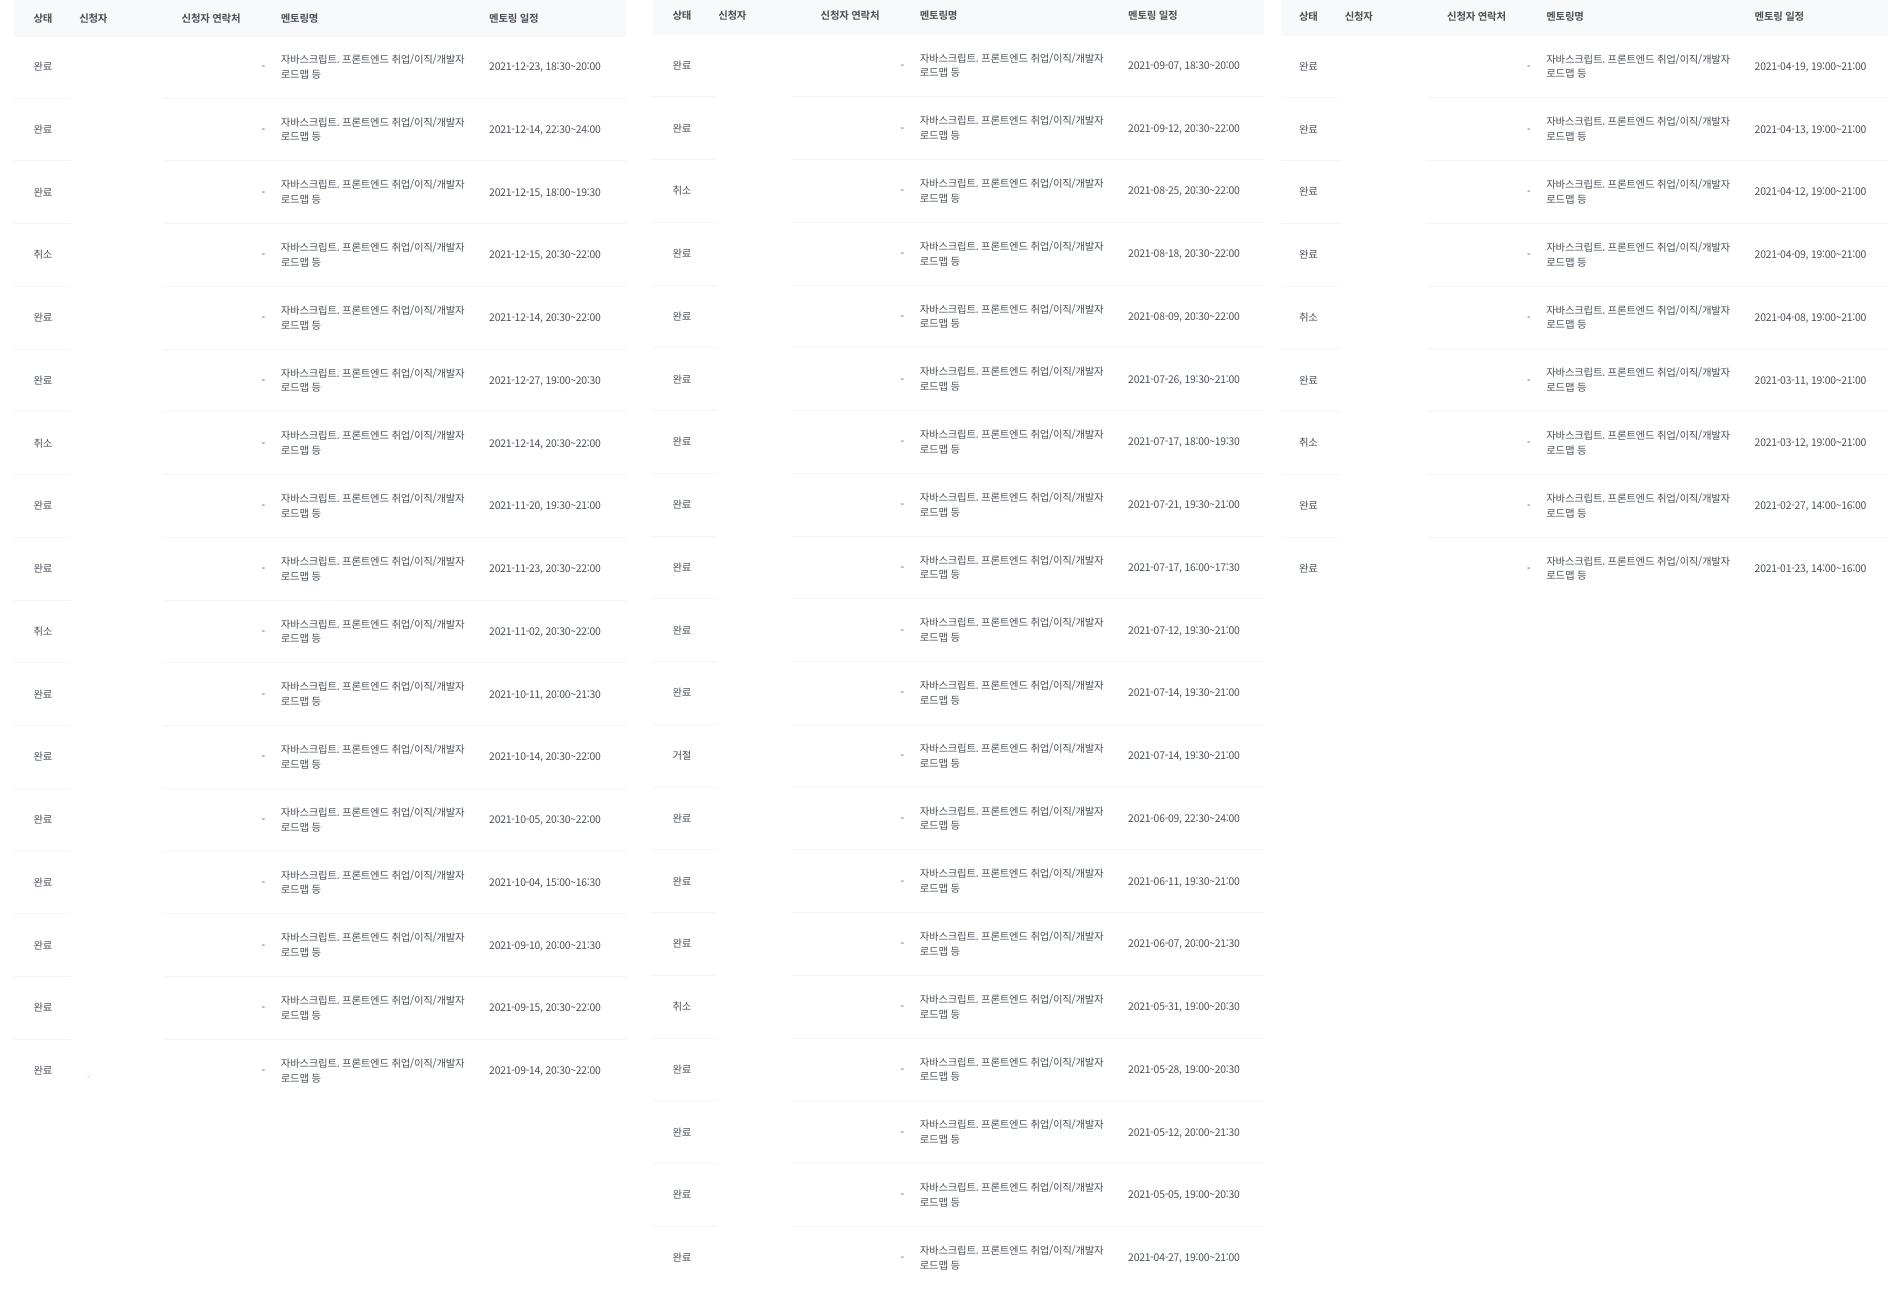 상태 신청자 신청자 연락처 멘토링명 멘토링 일정
완료 - 자바스크립트. 프론트엔드 취업/이직/개발자 2021-12-23, 18:30~20:00
로드맵 등
완료 - 자바스크립트. 프론트엔드 취업/이직/개발자 2021-12-14, 22:30~24:00
로드맵 등
완료 - 자바스크립트. 프론트엔드 취업/이직/개발자 2021-12-15, 18:00~19:30
로드맵 등
취소 - 자바스크립트. 프론트엔드 취업/이직/개발자 2021-12-15, 20:30~22:00
로드맵 등
완료 - 자바스크립트. 프론트엔드 취업/이직/개발자 2021-12-14, 20:30~22:00
로드맵 등
완료 - 자바스크립트. 프론트엔드 취업/이직/개발자 2021-12-27, 19:00~20:30
로드맵 등
취소 - 자바스크립트. 프론트엔드 취업/이직/개발자 2021-12-14, 20:30~22:00
로드맵 등
완료 - 자바스크립트. 프론트엔드 취업/이직/개발자 2021-11-20, 19:30~21:00
로드맵 등
완료 - 자바스크립트. 프론트엔드 취업/이직/개발자 2021-11-23, 20:30~22:00
로드맵 등
취소 - 자바스크립트. 프론트엔드 취업/이직/개발자 2021-11-02, 20:30~22:00
로드맵 등
완료 - 자바스크립트. 프론트엔드 취업/이직/개발자 2021-10-11, 20:00~21:30
로드맵 등
완료 - 자바스크립트. 프론트엔드 취업/이직/개발자 2021-10-14, 20:30~22:00
로드맵 등
완료 - 자바스크립트. 프론트엔드 취업/이직/개발자 2021-10-05, 20:30~22:00
로드맵 등
완료 - 자바스크립트. 프론트엔드 취업/이직/개발자 2021-10-04, 15:00~16:30
로드맵 등
완료 - 자바스크립트. 프론트엔드 취업/이직/개발자 2021-09-10, 20:00~21:30
로드맵 등
완료 - 자바스크립트. 프론트엔드 취업/이직/개발자 2021-09-15, 20:30~22:00
로드맵 등
완료 - 자바스크립트. 프론트엔드 취업/이직/개발자 2021-09-14, 20:30~22:00
로드맵 등
상태 신청자 신청자 연락처 멘토링명 멘토링 일정
완료 - 자바스크립트. 프론트엔드 취업/이직/개발자 2021-09-07, 18:30~20:00
로드맵 등
완료 - 자바스크립트. 프론트엔드 취업/이직/개발자 2021-09-12, 20:30~22:00
로드맵 등
취소 - 자바스크립트. 프론트엔드 취업/이직/개발자 2021-08-25, 20:30~22:00
로드맵 등
완료 - 자바스크립트. 프론트엔드 취업/이직/개발자 2021-08-18, 20:30~22:00
로드맵 등
완료 - 자바스크립트. 프론트엔드 취업/이직/개발자 2021-08-09, 20:30~22:00
로드맵 등
완료 - 자바스크립트. 프론트엔드 취업/이직/개발자 2021-07-26, 19:30~21:00
로드맵 등
완료 - 자바스크립트. 프론트엔드 취업/이직/개발자 2021-07-17, 18:00~19:30
로드맵 등
완료 - 자바스크립트. 프론트엔드 취업/이직/개발자 2021-07-21, 19:30~21:00
로드맵 등
완료 - 자바스크립트. 프론트엔드 취업/이직/개발자 2021-07-17, 16:00~17:30
로드맵 등
완료 - 자바스크립트. 프론트엔드 취업/이직/개발자 2021-07-12, 19:30~21:00
로드맵 등
완료 - 자바스크립트. 프론트엔드 취업/이직/개발자 2021-07-14, 19:30~21:00
로드맵 등
거절 - 자바스크립트. 프론트엔드 취업/이직/개발자 2021-07-14, 19:30~21:00
로드맵 등
완료 - 자바스크립트. 프론트엔드 취업/이직/개발자 2021-06-09, 22:30~24:00
로드맵 등
완료 - 자바스크립트. 프론트엔드 취업/이직/개발자 2021-06-11, 19:30~21:00
로드맵 등
완료 - 자바스크립트. 프론트엔드 취업/이직/개발자 2021-06-07, 20:00~21:30
로드맵 등
취소 - 자바스크립트. 프론트엔드 취업/이직/개발자 2021-05-31, 19:00~20:30
로드맵 등
완료 - 자바스크립트. 프론트엔드 취업/이직/개발자 2021-05-28, 19:00~20:30
로드맵 등
완료 - 자바스크립트. 프론트엔드 취업/이직/개발자 2021-05-12, 20:00~21:30
로드맵 등
완료 - 자바스크립트. 프론트엔드 취업/이직/개발자 2021-05-05, 19:00~20:30
로드맵 등
완료 - 자바스크립트. 프론트엔드 취업/이직/개발자 2021-04-27, 19:00~21:00
로드맵 등
상태 신청자 신청자 연락처 멘토링명 멘토링 일정
완료 - 자바스크립트. 프론트엔드 취업/이직/개발자 2021-04-19, 19:00~21:00
로드맵 등
완료 - 자바스크립트. 프론트엔드 취업/이직/개발자 2021-04-13, 19:00~21:00
로드맵 등
완료 - 자바스크립트. 프론트엔드 취업/이직/개발자 2021-04-12, 19:00~21:00
로드맵 등
완료 - 자바스크립트. 프론트엔드 취업/이직/개발자 2021-04-09, 19:00~21:00
로드맵 등
취소 - 자바스크립트. 프론트엔드 취업/이직/개발자 2021-04-08, 19:00~21:00
로드맵 등
완료 - 자바스크립트. 프론트엔드 취업/이직/개발자 2021-03-11, 19:00~21:00
로드맵 등
취소 - 자바스크립트. 프론트엔드 취업/이직/개발자 2021-03-12, 19:00~21:00
로드맵 등
완료 - 자바스크립트. 프론트엔드 취업/이직/개발자 2021-02-27, 14:00~16:00
로드맵 등
완료 - 자바스크립트. 프론트엔드 취업/이직/개발자 2021-01-23, 14:00~16:00
로드맵 등